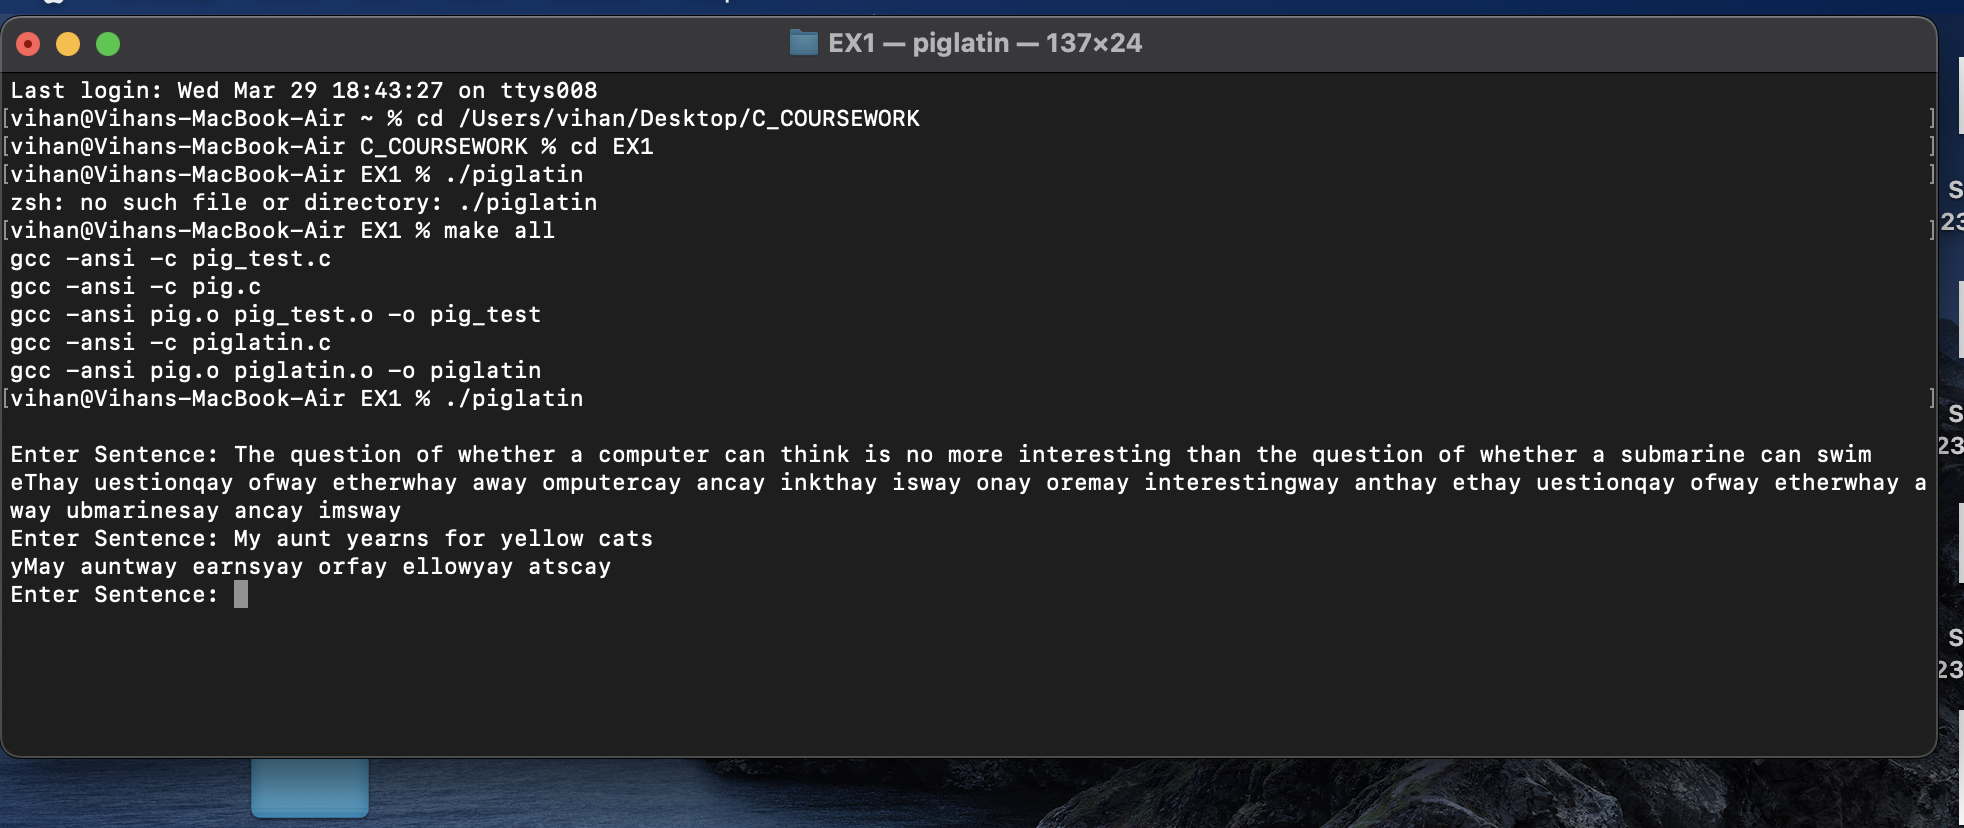 EX1 — piglatin — 137×24
Last login: Wed Mar 29 18:43:27 on ttys008
[vihan@Vihans-MacBook-Air ~ % cd /Users/vihan/Desktop/C_COURSEWORK ]
[vihan@Vihans-MacBook-Air C_COURSEWORK % cd EX1 ]
[vihan@Vihans-MacBook-Air EX1 % ./piglatin ]
zsh: no such file or directory: ./piglatin
[vihan@Vihans-MacBook-Air EX1 % make all ]
gcc -ansi -c pig_test.c
gcc -ansi -c pig.c
gcc -ansi pig.o pig_test.o -o pig_test
gcc -ansi -c piglatin.c
gcc -ansi pig.o piglatin.o -o piglatin
[vihan@Vihans-MacBook-Air EX1 % ./piglatin ]
Enter Sentence: The question of whether a computer can think is no more interesting than the question of whether a submarine can swim
eThay uestionqay ofway etherwhay away omputercay ancay inkthay isway onay oremay interestingway anthay ethay uestionqay ofway etherwhay a
way ubmarinesay ancay imsway
Enter Sentence: My aunt yearns for yellow cats
yMay auntway earnsyay orfay ellowyay atscay
Enter Sentence:
S
23
S
23
S
23